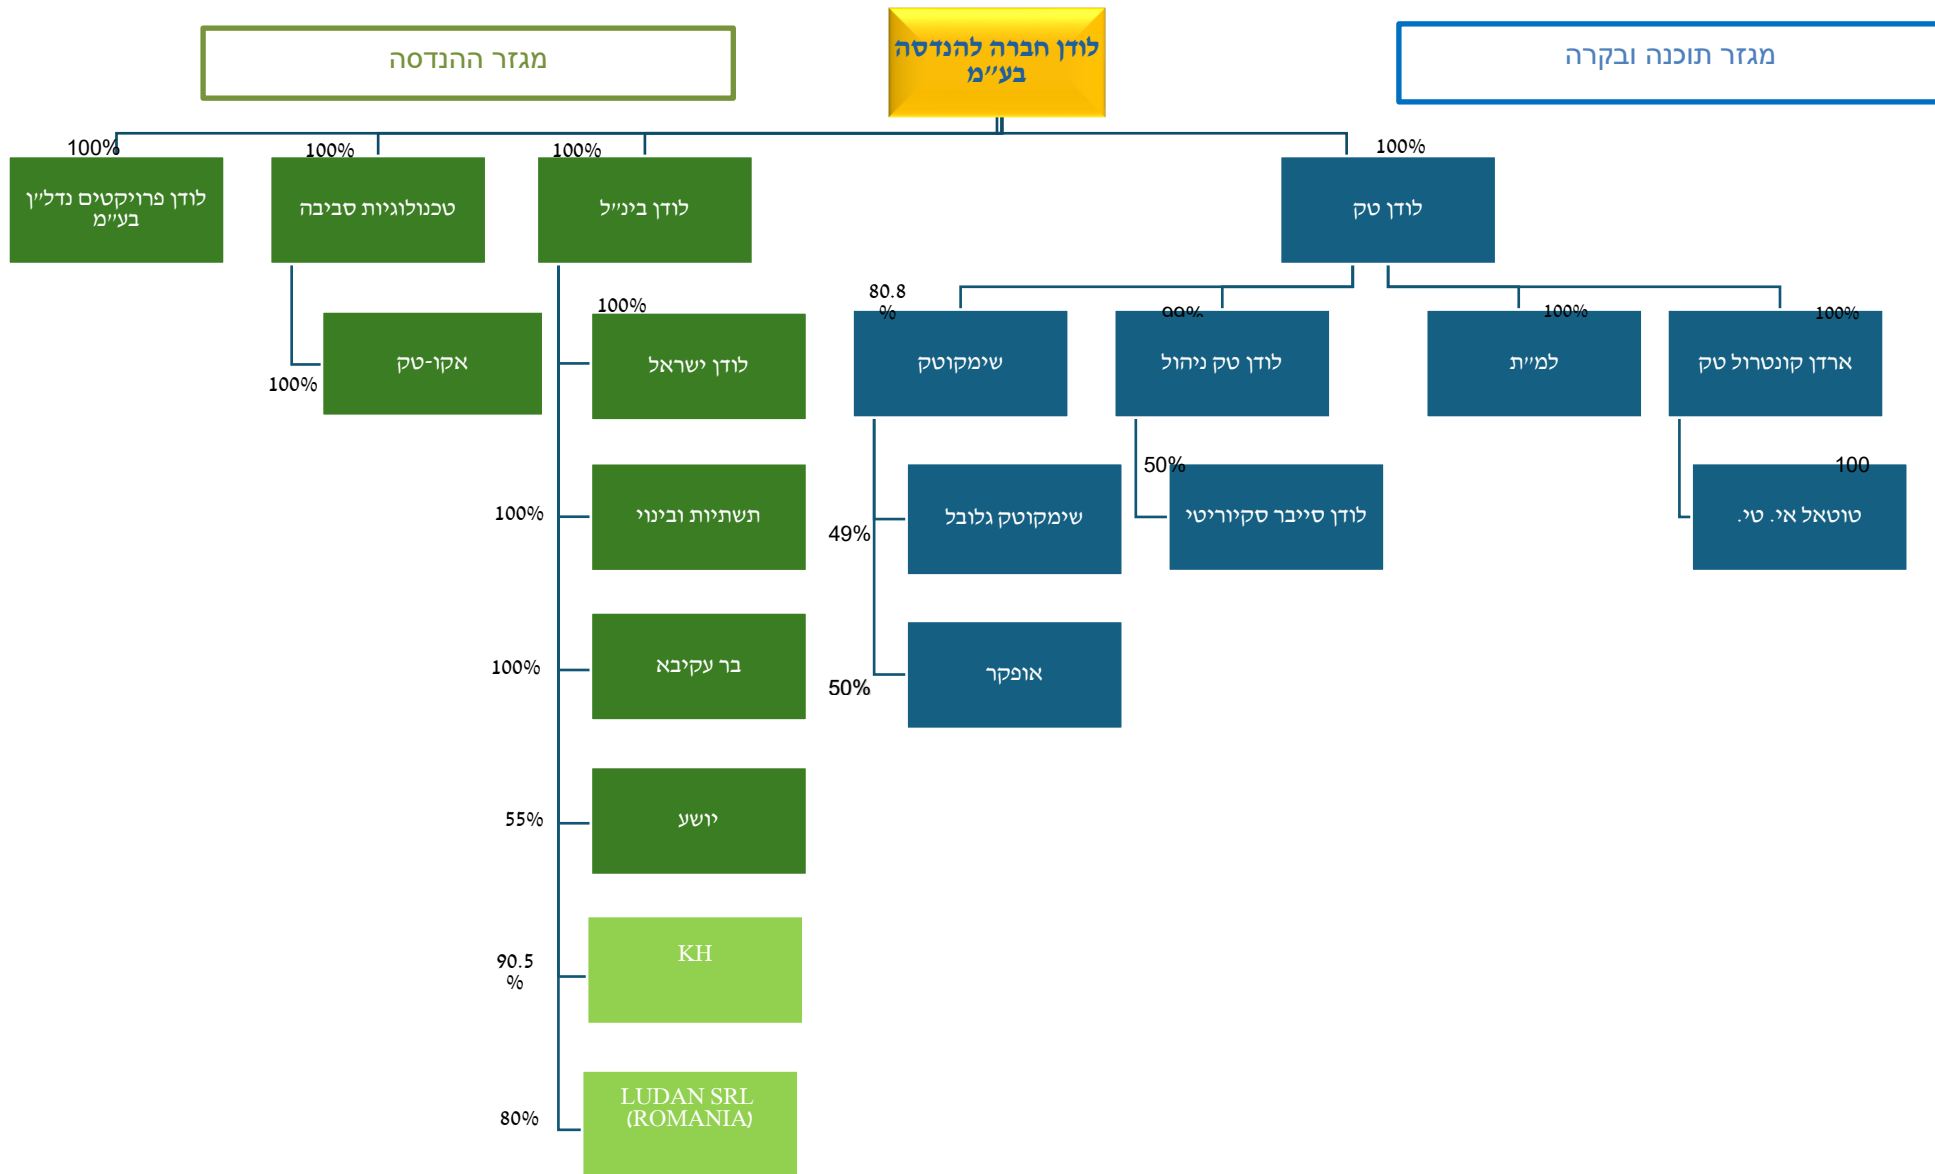 לודן חברה להנדסה
בע״מ
מגזר תוכנה ובקרה
מגזר ההנדסה
100%
לודן טק
100%
לודן בינ״ל
100%
טכנולוגיות סביבה
100%
לודן פרויקטים נדל״ן
בע״מ
100%
ארדן קונטרול טק
100%
למ״ת
לודן טק ניהול
80.8
%
שימקוטק
100
טוטאל אי. טי.
50%
לודן סייבר סקיוריטי
49%
שימקוטק גלובל
50%
אופקר
100%
לודן ישראל
100%
תשתיות ובינוי
100%
בר עקיבא
55%
יושע
90.5
%
KH
80%
LUDAN SRL
(ROMANIA)
100%
אקו-טק